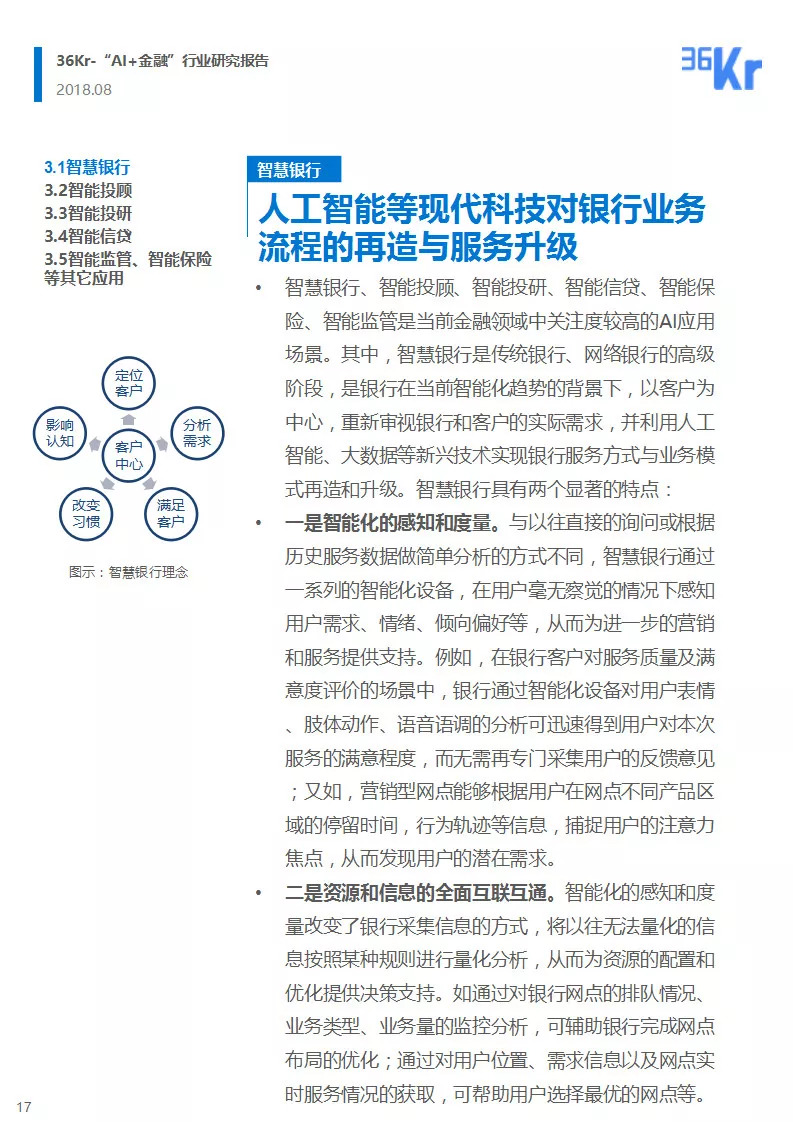 36Kr-“AI+金融”行业研究报告
2018.08
36Kr
3.1智慧银行
3.2智能投顾
3.3智能投研
3.4智能信贷
3.5智能监管、智能保险
等其它应用
定位
客户
影响
认知
分析
需求
客户
中心
改变
习惯
满足
客户
图示：智慧银行理念
智慧银行
人工智能等现代科技对银行业务
流程的再造与服务升级
• 智慧银行、智能投顾、智能投研、智能信贷、智能保
险、智能监管是当前金融领域中关注度较高的AI应用
场景。其中，智慧银行是传统银行、网络银行的高级
阶段，是银行在当前智能化趋势的背景下，以客户为
中心，重新审视银行和客户的实际需求，并利用人工
智能、大数据等新兴技术实现银行服务方式与业务模
式再造和升级。智慧银行具有两个显著的特点：
• 一是智能化的感知和度量。与以往直接的询问或根据
历史服务数据做简单分析的方式不同，智慧银行通过
一系列的智能化设备，在用户毫无察觉的情况下感知
用户需求、情绪、倾向偏好等，从而为进一步的营销
和服务提供支持。例如，在银行客户对服务质量及满
意度评价的场景中，银行通过智能化设备对用户表情
、肢体动作、语音语调的分析可迅速得到用户对本次
服务的满意程度，而无需再专门采集用户的反馈意见
；又如，营销型网点能够根据用户在网点不同产品区
域的停留时间，行为轨迹等信息，捕捉用户的注意力
焦点，从而发现用户的潜在需求。
• 二是资源和信息的全面互联互通。智能化的感知和度
量改变了银行采集信息的方式，将以往无法量化的信
息按照某种规则进行量化分析，从而为资源的配置和
优化提供决策支持。如通过对银行网点的排队情况、
业务类型、业务量的监控分析，可辅助银行完成网点
布局的优化；通过对用户位置、需求信息以及网点实
时服务情况的获取，可帮助用户选择最优的网点等。
17